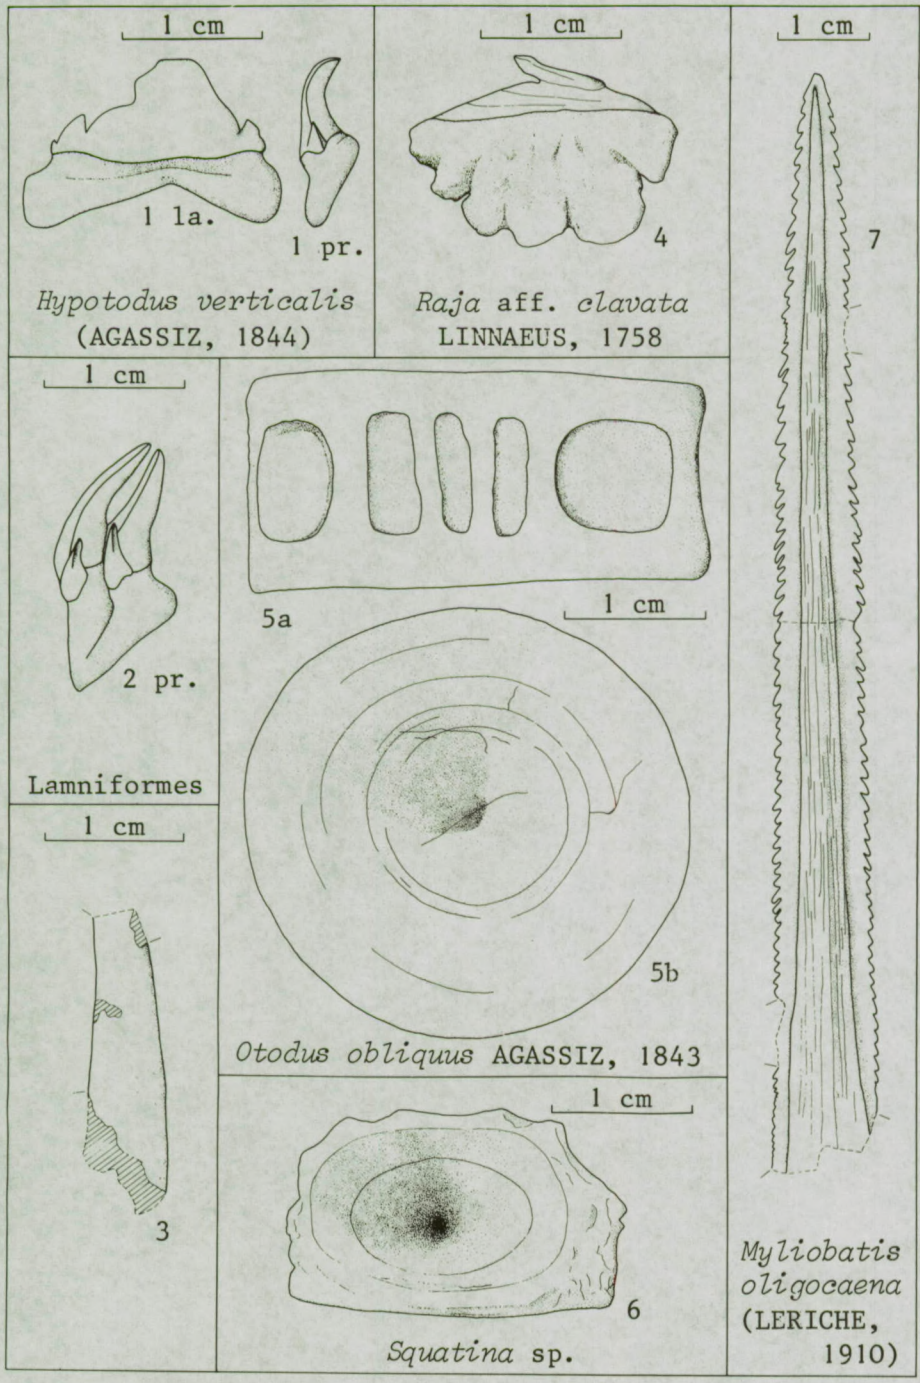 1 cm
1 la.
1 pr.
Hypotodus verticalis
(AGASSIZ, 1844)
1 cm
4
Raja aff. clavata
LINNAEUS, 1758
1 cm
7
Myliobatis
oligocaena
(LERICHE,
1910)
1 cm
2 pr.
Lamniformes
1 cm
3
5a
1 cm
5b
Otodus obliquus AGASSIZ, 1843
1 cm
6
Squatina sp.